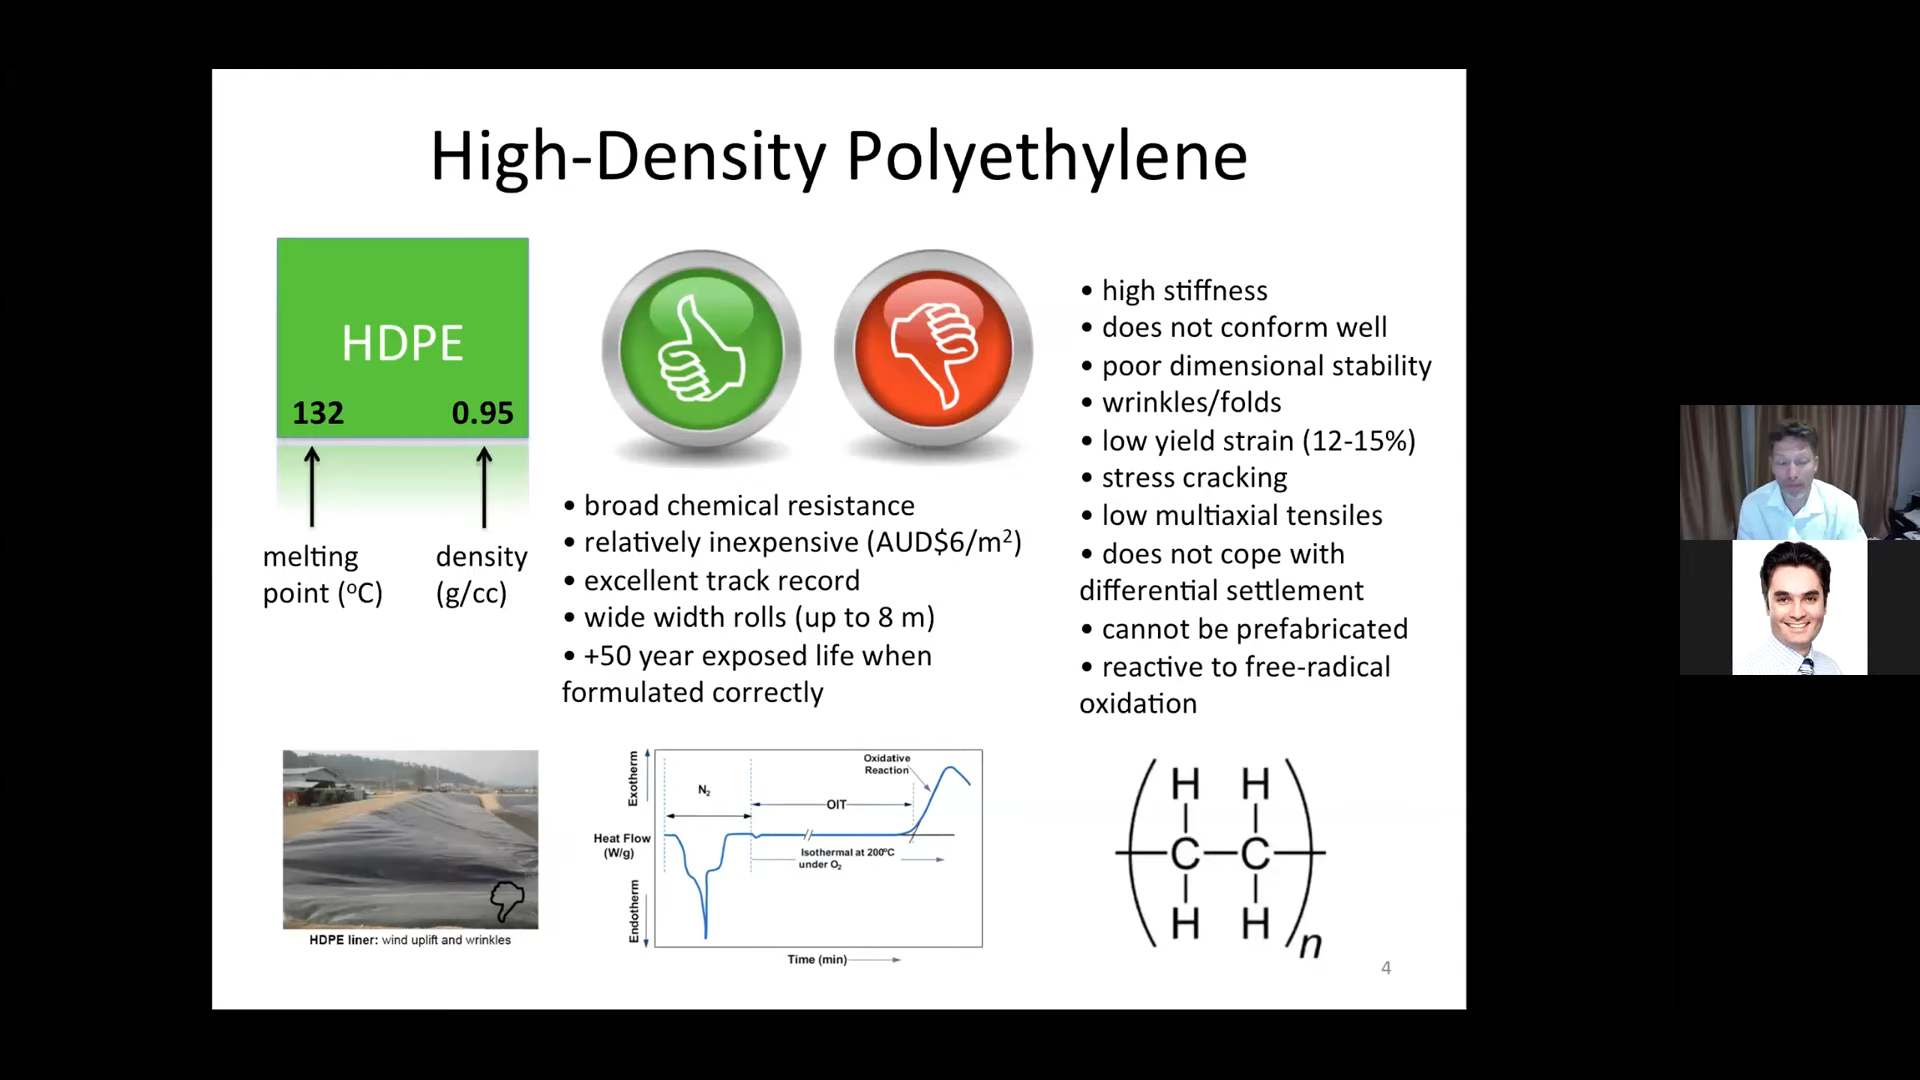 High-Density Polyethylene
HDPE
132 0.95
melting
point (°C)
density
(g/cc)
• broad chemical resistance
• relatively inexpensive (AUD$6/m²)
• excellent track record
• wide width rolls (up to 8 m)
• +50 year exposed life when
formulated correctly
• high stiffness
• does not conform well
• poor dimensional stability
• wrinkles/folds
• low yield strain (12-15%)
• stress cracking
• low multiaxial tensiles
• does not cope with
differential settlement
• cannot be prefabricated
• reactive to free-radical
oxidation
HDPE liner: wind uplift and wrinkles
Exotherm
Heat Flow
(W/g)
Endotherm
N₂
OIT
Oxidative
Reaction
Isothermal at 200ºC
under O₂
Time (min)
H H
C C
H H
n
4